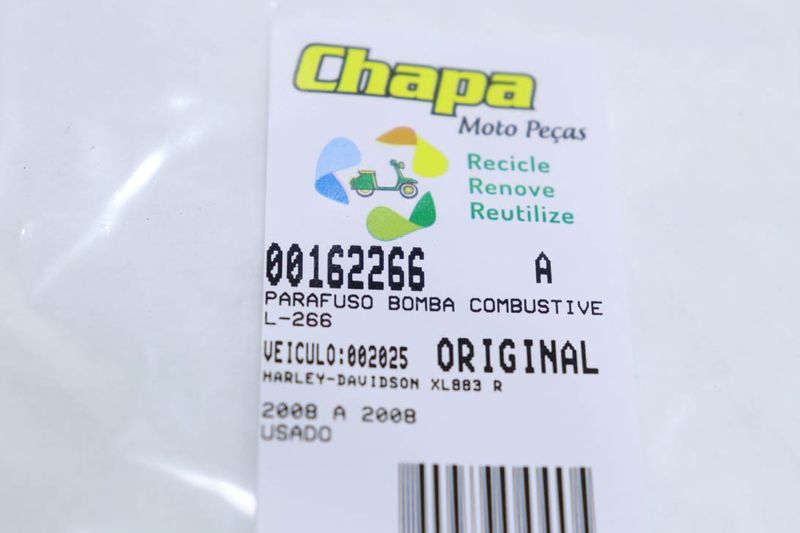 Chapa
Moto Peças
Recicle
Renove
Reutilize
00162266 A
PARAFUSO BOMBA COMBUSTIVE
L-266
VEICULO:002025 ORIGINAL
HARLEY-DAVIDSON XL883 R
2008 A 2008
USADO